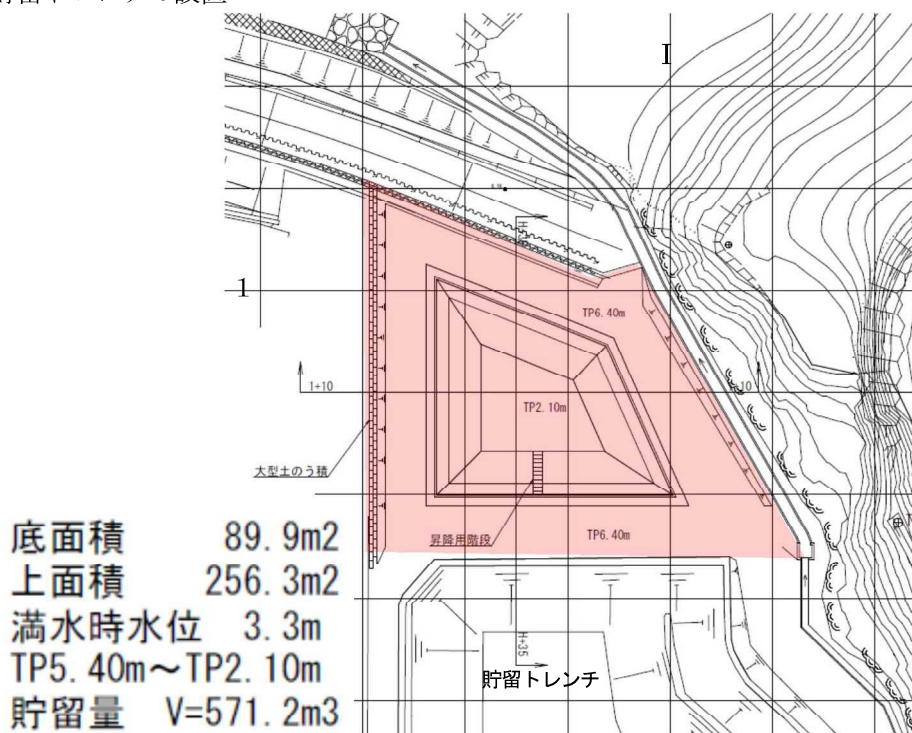 I
H+30
1
TP6.40m
1+10
TP2.10m
大型土のう積
昇降用階段
TP6.40m
底面積 89.9m2
上面積 256.3m2
満水時水位 3.3m
TP5.40m～TP2.10m
貯留量 V=571.2m3
H+35
貯留トレンチ